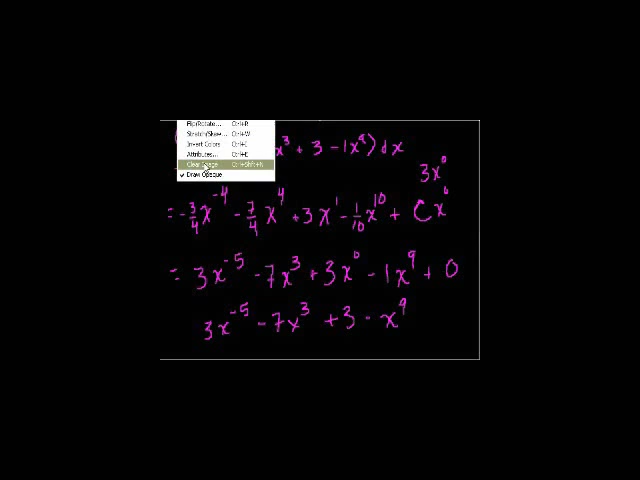 Flip/Rotate... Ctrl+R
Stretch/Skew... Ctrl+W
Invert Colors Ctrl+I
Attributes... Ctrl+E
Clear Image Ctrl+Shft+N
✓ Draw Opaque
x³ + 3 - 1x⁹) dx
3x⁰
= -3/4 x⁻⁴ - 7/4 x⁴ + 3x¹ - 1/10 x¹⁰ + Cx⁰
= 3x⁻⁵ - 7x³ + 3x⁰ - 1x⁹ + 0
3x⁻⁵ - 7x³ + 3 - x⁹